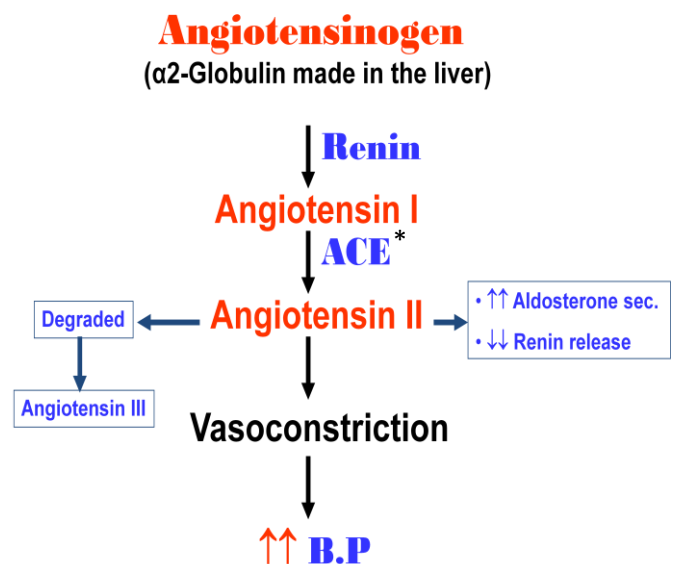 Angiotensinogen
(α2-Globulin made in the liver)
Renin
Angiotensin I
ACE*
Angiotensin II
Degraded
Angiotensin III
• ↑↑ Aldosterone sec.
• ↓↓ Renin release
Vasoconstriction
↑↑ B.P